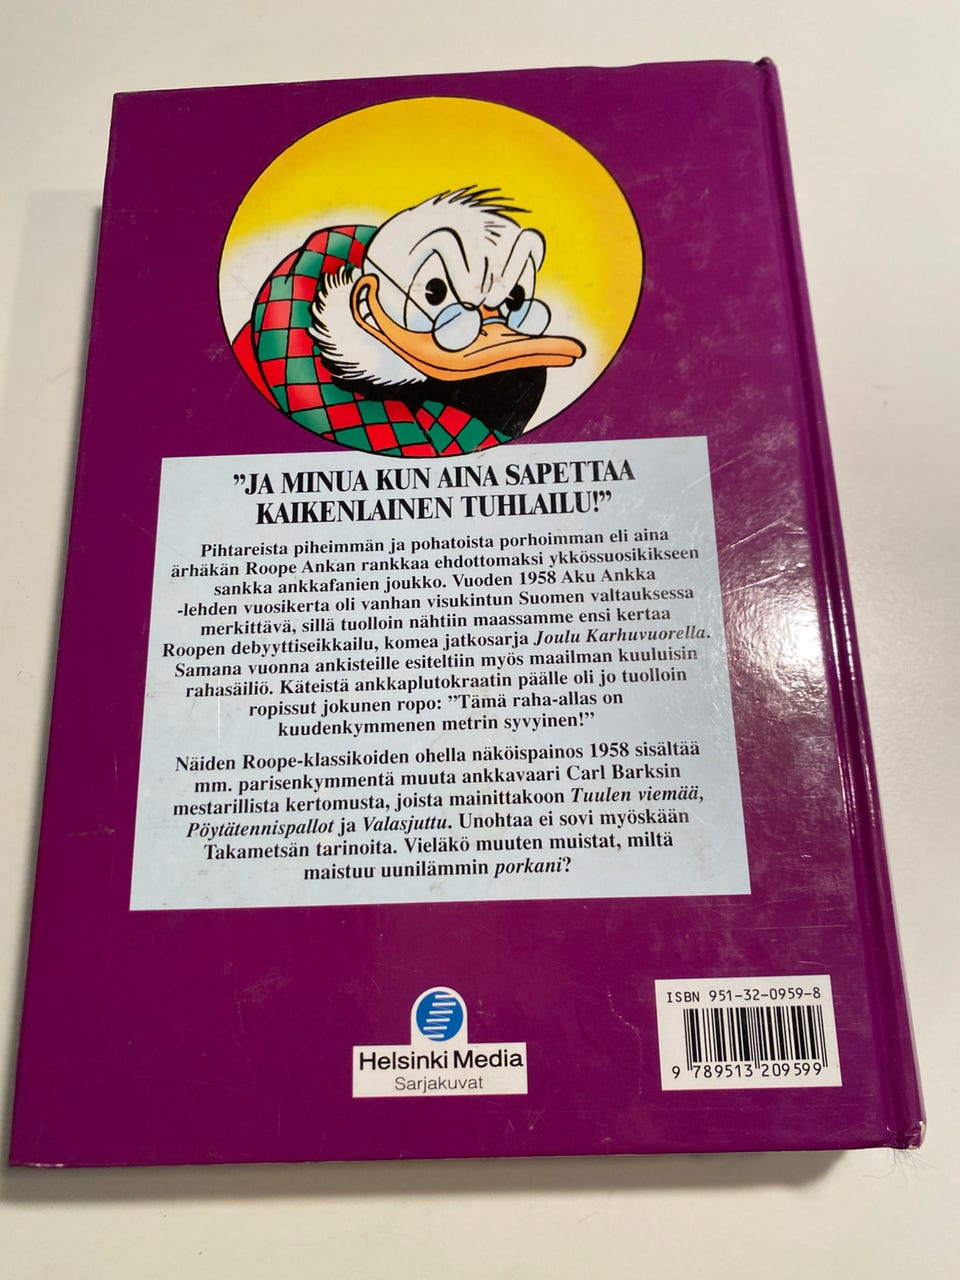 ”JA MINUA KUN AINA SAPETTAA
KAIKENLAINEN TUHLAILU!”
Pihtareista piheimmän ja pohatoista porhoimman eli aina
ärhäkän Roope Ankan rankkaa ehdottomaksi ykkössuosikikseen
sankka ankkafanien joukko. Vuoden 1958 Aku Ankka
-lehden vuosikerta oli vanhan visukintun Suomen valtauksessa
merkittävä, sillä tuolloin nähtiin maassamme ensi kertaa
Roopen debyyttiseikkailu, komea jatkosarja Joulu Karhuvuorella.
Samana vuonna ankisteille esiteltiin myös maailman kuuluisin
rahasäiliö. Käteistä ankkaplutokraatin päälle oli jo tuolloin
ropissut jokunen ropo: ”Tämä raha-allas on
kuudenkymmenen metrin syvyinen!”
Näiden Roope-klassikoiden ohella näköispainos 1958 sisältää
mm. parisenkymmentä muuta ankkavaari Carl Barksin
mestarillista kertomusta, joista mainittakoon Tuulen viemää,
Pöytätennispallot ja Valasjuttu. Unohtaa ei sovi myöskään
Takametsän tarinoita. Vieläkö muuten muistat, miltä
maistuu uunilämmin porkani?
Helsinki Media
Sarjakuvat
ISBN 951-32-0959-8
9 789513 209599